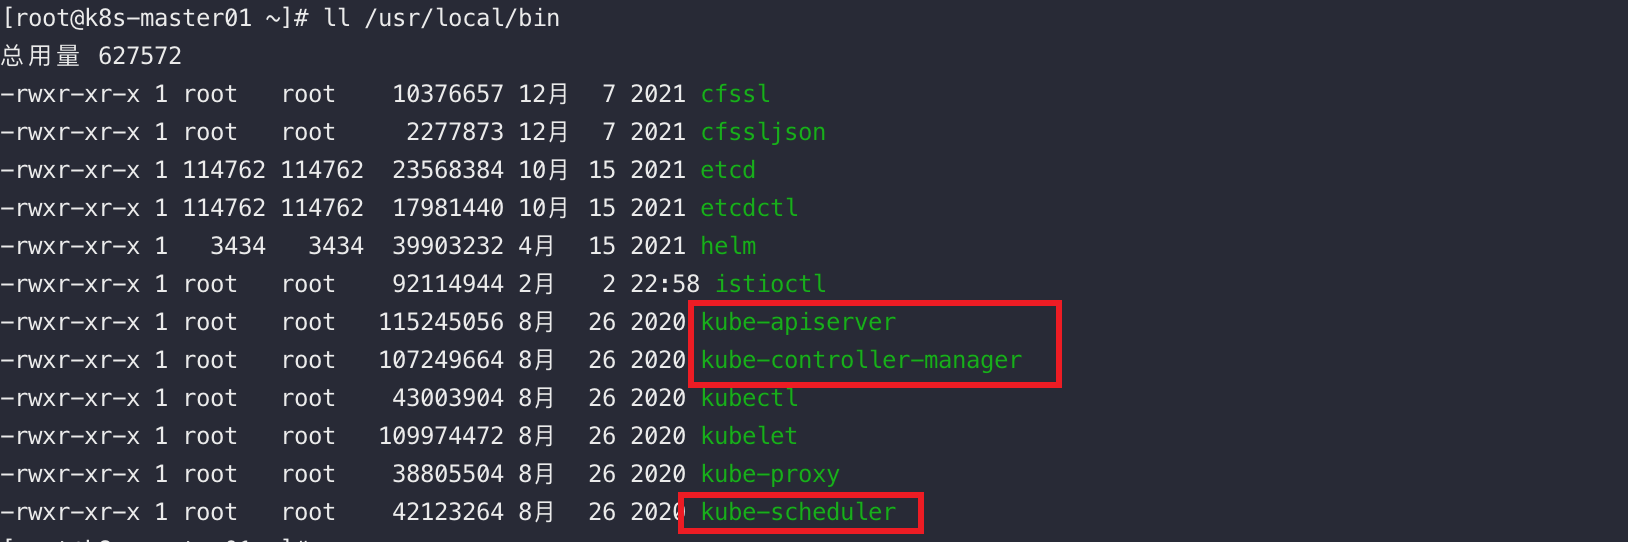 [root@k8s-master01 ~]# ll /usr/local/bin
总用量 627572
-rwxr-xr-x 1 root   root    10376657 12月  7 2021 cfssl
-rwxr-xr-x 1 root   root     2277873 12月  7 2021 cfssljson
-rwxr-xr-x 1 114762 114762  23568384 10月 15 2021 etcd
-rwxr-xr-x 1 114762 114762  17981440 10月 15 2021 etcdctl
-rwxr-xr-x 1   3434   3434  39903232 4月  15 2021 helm
-rwxr-xr-x 1 root   root    92114944 2月   2 22:58 istioctl
-rwxr-xr-x 1 root   root   115245056 8月  26 2020 kube-apiserver
-rwxr-xr-x 1 root   root   107249664 8月  26 2020 kube-controller-manager
-rwxr-xr-x 1 root   root    43003904 8月  26 2020 kubectl
-rwxr-xr-x 1 root   root   109974472 8月  26 2020 kubelet
-rwxr-xr-x 1 root   root    38805504 8月  26 2020 kube-proxy
-rwxr-xr-x 1 root   root    42123264 8月  26 2020 kube-scheduler